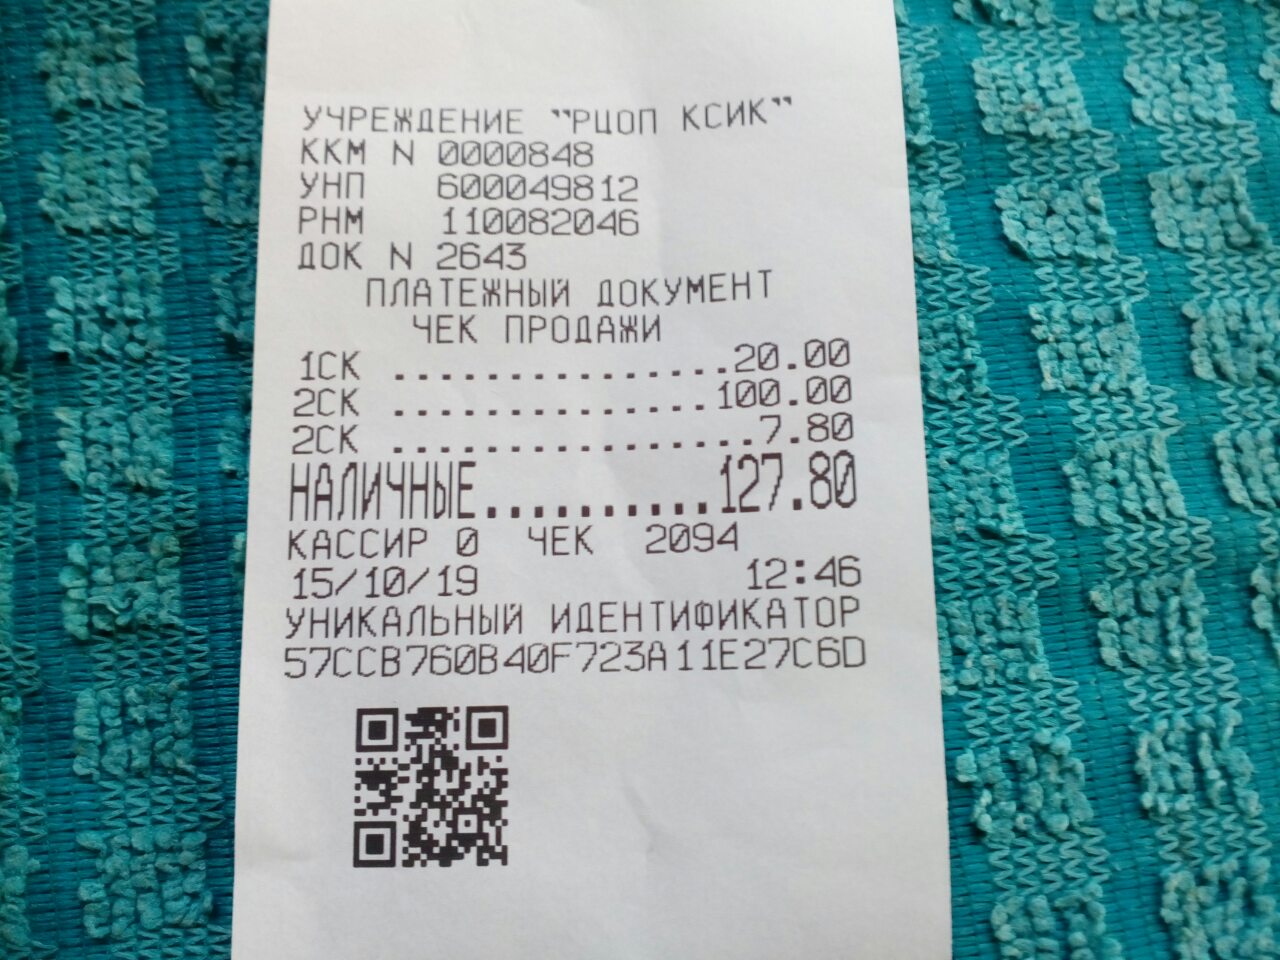 УЧРЕЖДЕНИЕ "РЦОП КСИК"
ККМ N 0000848
УНП 600049812
РНМ 110082046
ДОК N 2643
ПЛАТЕЖНЫЙ ДОКУМЕНТ
ЧЕК ПРОДАЖИ
1СК ...............20.00
2СК ..............100.00
2СК ................7.80
НАЛИЧНЫЕ..........127.80
КАССИР 0 ЧЕК 2094
15/10/19 12:46
УНИКАЛЬНЫЙ ИДЕНТИФИКАТОР
57CCB760B40F723A11E27C6D